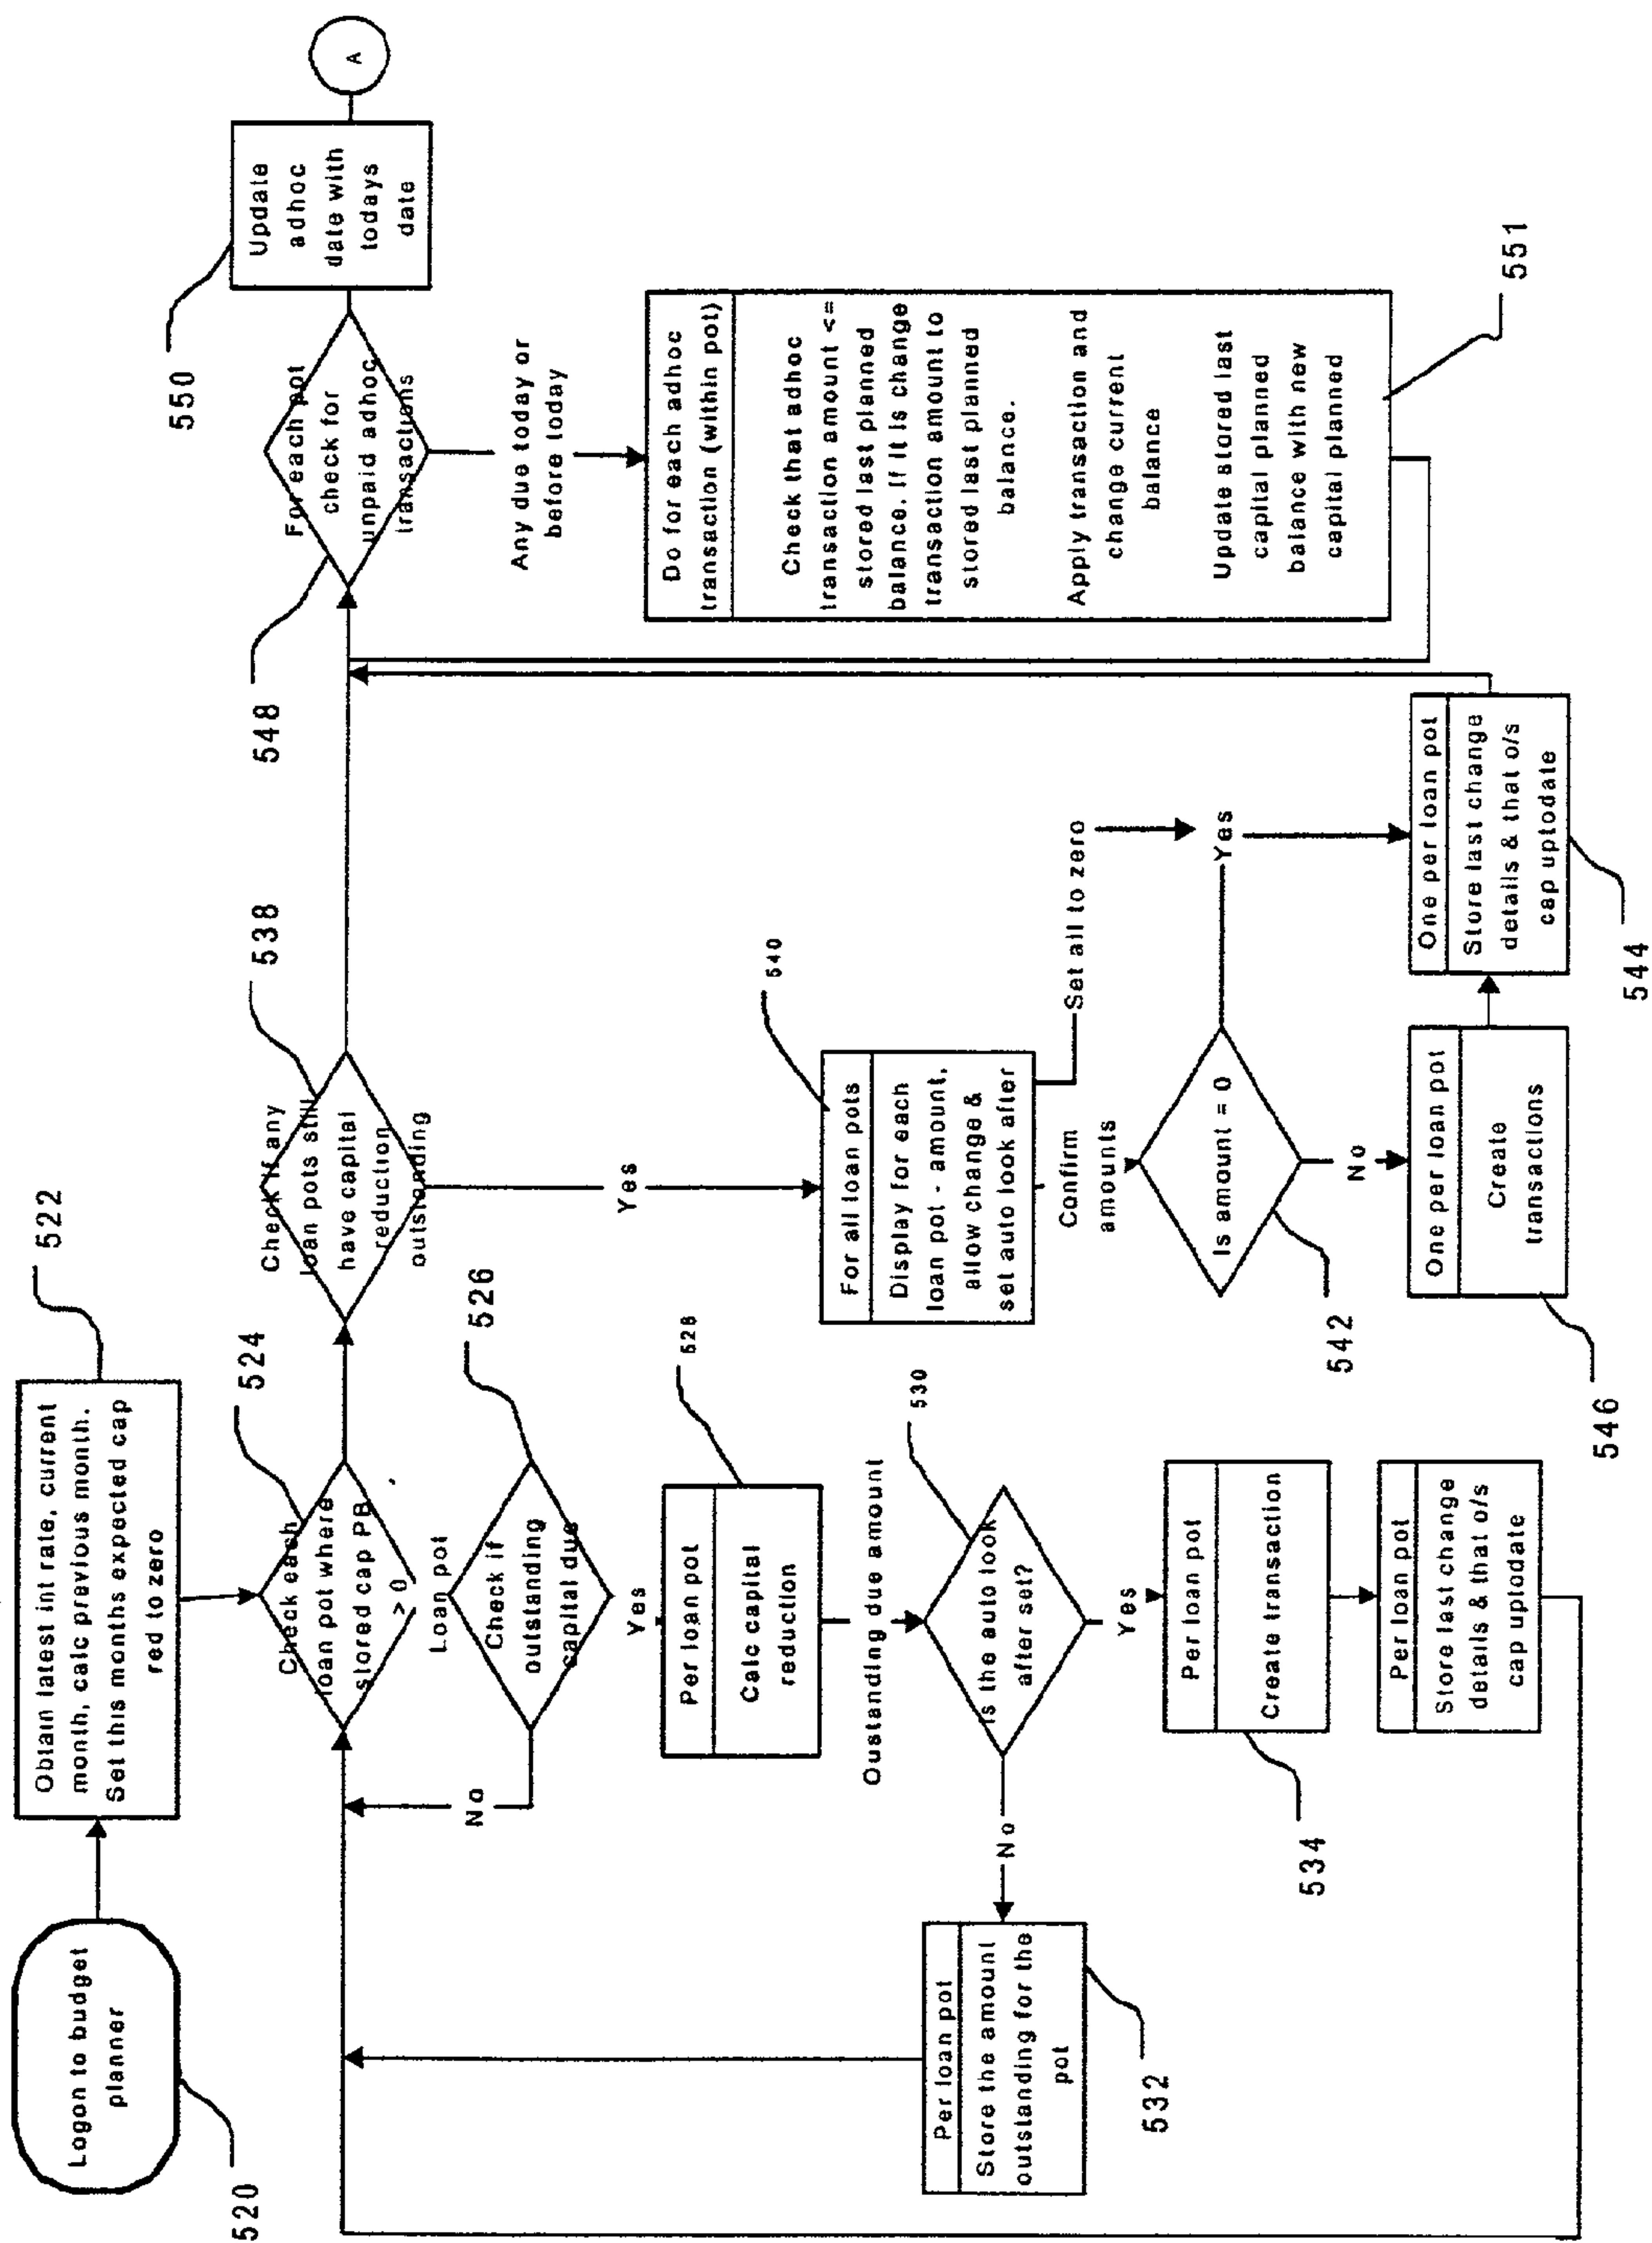 520
Logon to budget
planner
522
Obtain latest int rate, current
month, calc previous month.
Set this months expected cap
red to zero
524
Check each
loan pot where
stored cap PB
> 0
Loan pot
526
Check if
outstanding
capital due
No
Yes
528
Per loan pot
Calc capital
reduction
Oustanding due amount
530
Is the auto look
after set?
No
532
Per loan pot
Store the amount
outstanding for the
pot
Yes
534
Per loan pot
Create transaction
Per loan pot
Store last change
details & that o/s
cap uptodate
538
Check if any
loan pots still
have capital
reduction
outstanding
Yes
540
For all loan pots
Display for each
loan pot - amount,
allow change &
set auto look after
Confirm
amounts
Set all to zero
542
Is amount = 0
Yes
No
546
One per loan pot
Create
transactions
544
One per loan pot
Store last change
details & that o/s
cap uptodate
548
For each pot
check for
unpaid adhoc
transactions
Any due today or
before today
551
Do for each adhoc
transaction (within pot)
Check that adhoc
transaction amount <=
stored last planned
balance. If it is change
transaction amount to
stored last planned
balance.
Apply transaction and
change current
balance
Update stored last
capital planned
balance with new
capital planned
550
Update
adhoc
date with
todays
date
A